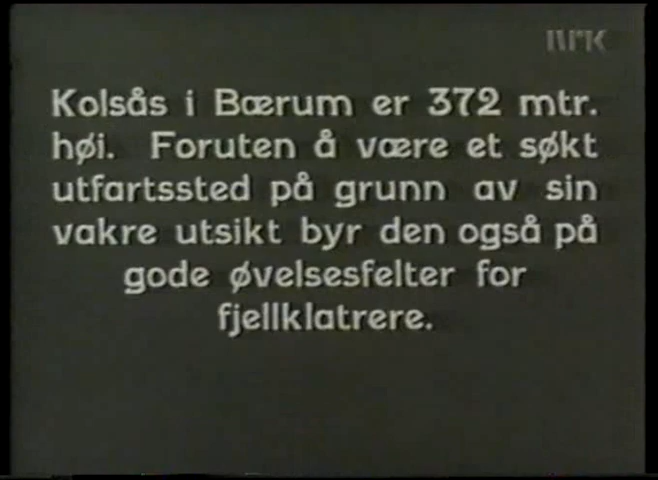 NRK
Kolsås i Bærum er 372 mtr.
høi. Foruten å være et søkt
utfartssted på grunn av sin
vakre utsikt byr den også på
gode øvelsesfelter for
fjellklatrere.